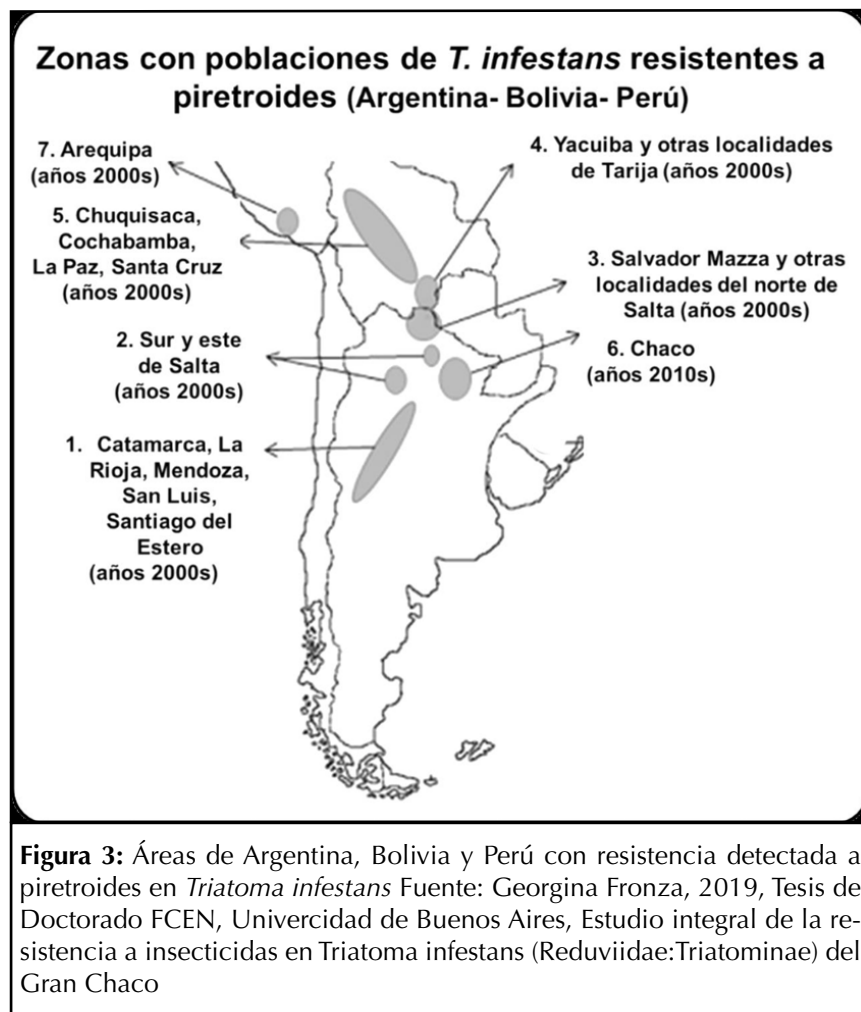 Zonas con poblaciones de T. infestans resistentes a
piretroides (Argentina- Bolivia- Perú)
7. Arequipa
(años 2000s)
5. Chuquisaca,
Cochabamba,
La Paz, Santa Cruz
(años 2000s)
2. Sur y este
de Salta
(años 2000s)
1. Catamarca, La
Rioja, Mendoza,
San Luis,
Santiago del
Estero
(años 2000s)
4. Yacuiba y otras localidades
de Tarija (años 2000s)
3. Salvador Mazza y otras
localidades del norte de
Salta (años 2000s)
6. Chaco
(años 2010s)
Figura 3: Áreas de Argentina, Bolivia y Perú con resistencia detectada a
piretroides en Triatoma infestans Fuente: Georgina Fronza, 2019, Tesis de
Doctorado FCEN, Univercidad de Buenos Aires, Estudio integral de la re-
sistencia a insecticidas en Triatoma infestans (Reduviidae:Triatominae) del
Gran Chaco